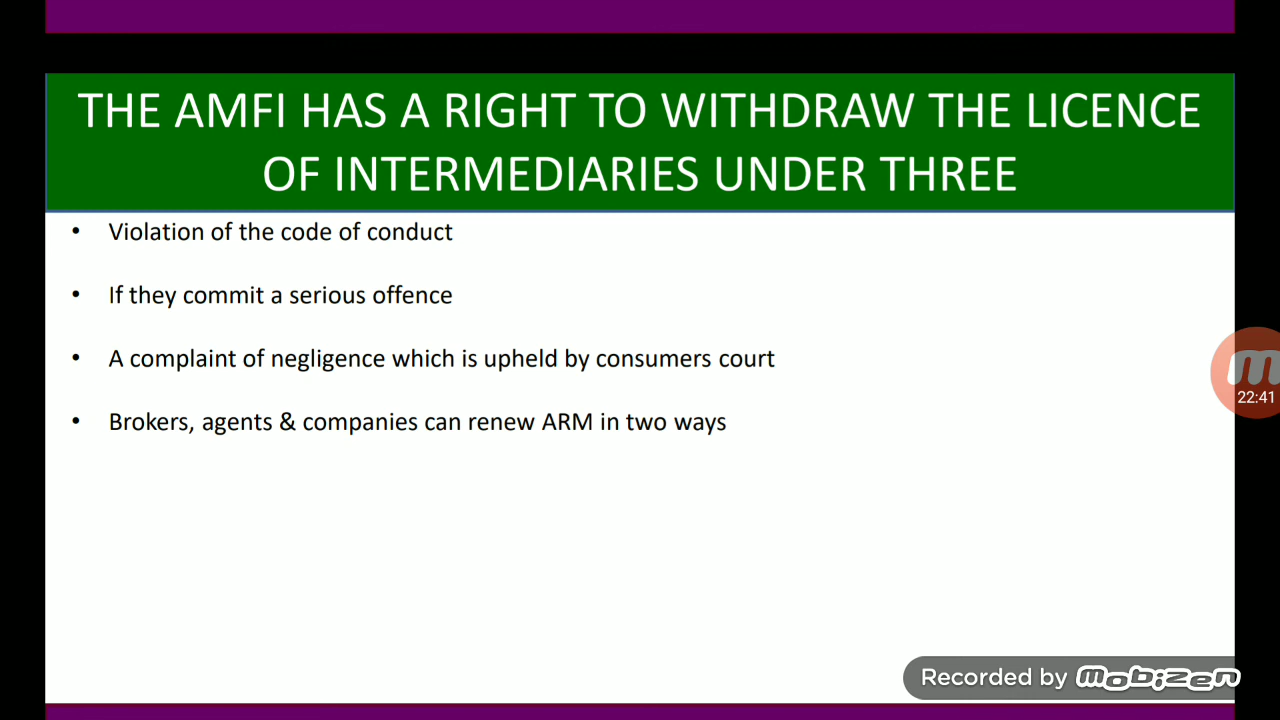 THE AMFI HAS A RIGHT TO WITHDRAW THE LICENCE
OF INTERMEDIARIES UNDER THREE
• Violation of the code of conduct
• If they commit a serious offence
• A complaint of negligence which is upheld by consumers court
• Brokers, agents & companies can renew ARM in two ways
22:41
Recorded by mobizen